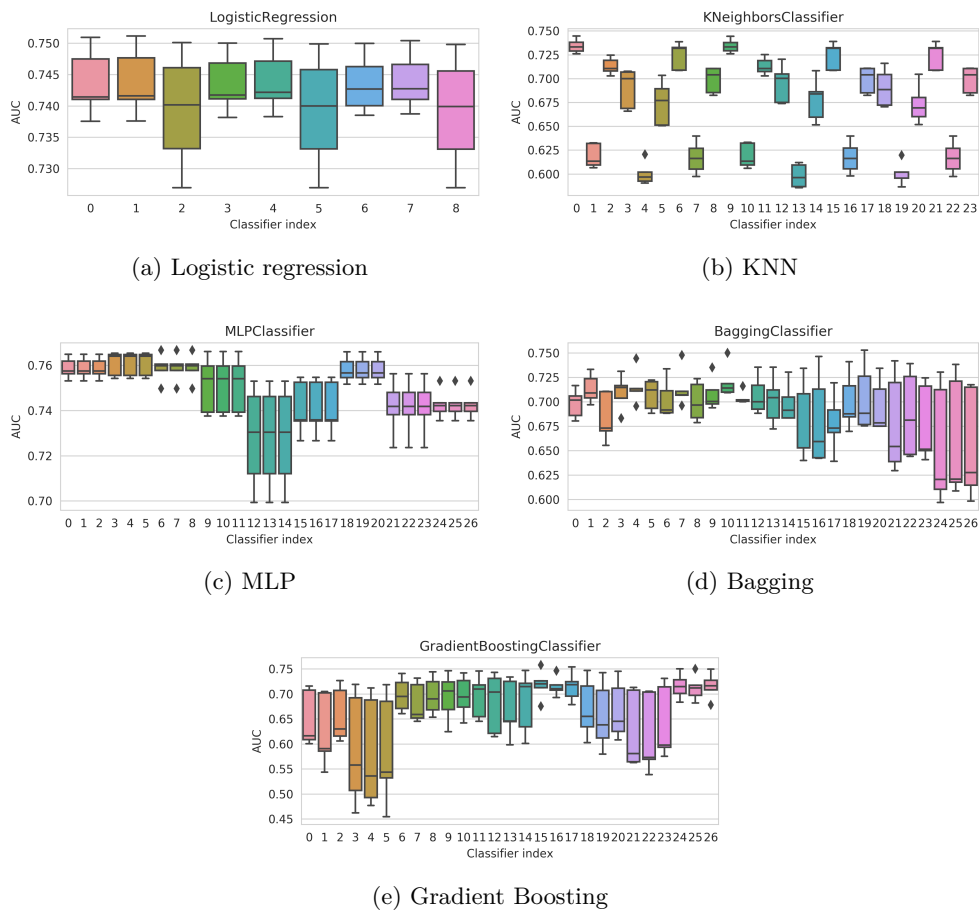 LogisticRegression
0.750
0.745
0.740
0.735
0.730
AUC
0 1 2 3 4 5 6 7 8
Classifier index
(a) Logistic regression
KNeighborsClassifier
0.750
0.725
0.700
0.675
0.650
0.625
0.600
AUC
0 1 2 3 4 5 6 7 8 9 10 11 12 13 14 15 16 17 18 19 20 21 22 23
Classifier index
(b) KNN
MLPClassifier
0.76
0.74
0.72
0.70
AUC
0 1 2 3 4 5 6 7 8 9 10 11 12 13 14 15 16 17 18 19 20 21 22 23 24 25 26
Classifier index
(c) MLP
BaggingClassifier
0.750
0.725
0.700
0.675
0.650
0.625
0.600
AUC
0 1 2 3 4 5 6 7 8 9 10 11 12 13 14 15 16 17 18 19 20 21 22 23 24 25 26
Classifier index
(d) Bagging
GradientBoostingClassifier
0.75
0.70
0.65
0.60
0.55
0.50
0.45
AUC
0 1 2 3 4 5 6 7 8 9 10 11 12 13 14 15 16 17 18 19 20 21 22 23 24 25 26
Classifier index
(e) Gradient Boosting